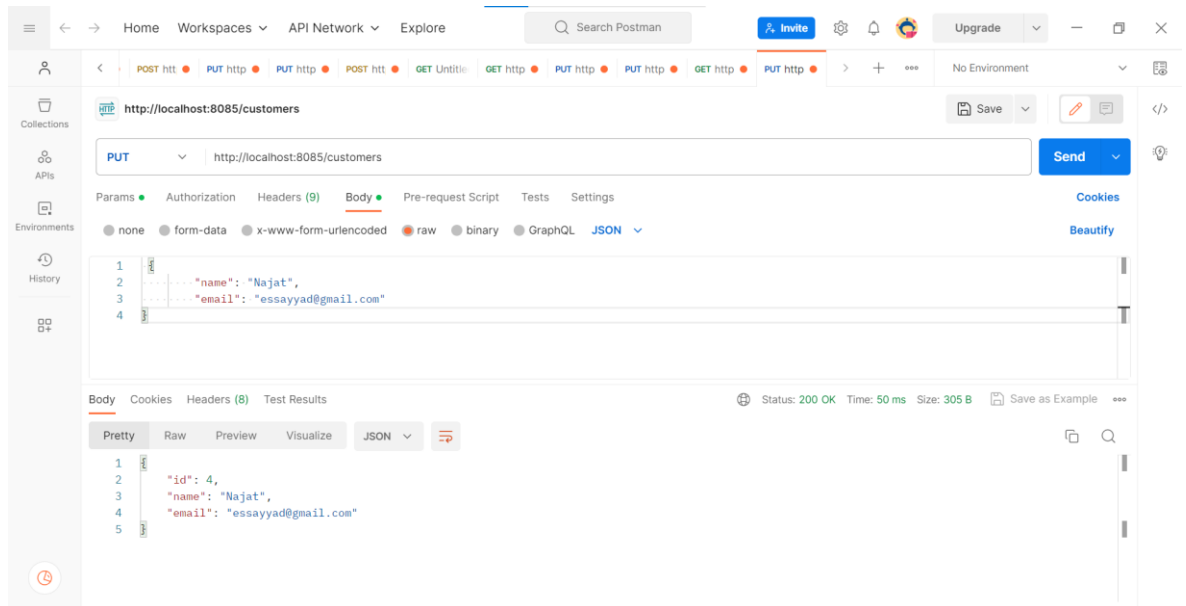 Home Workspaces API Network Explore Search Postman Invite Upgrade
POST htt PUT http PUT http POST htt GET Untitle GET http PUT http PUT http GET http PUT http No Environment
HTTP http://localhost:8085/customers Save
Collections
PUT http://localhost:8085/customers Send
APIs
Params Authorization Headers (9) Body Pre-request Script Tests Settings Cookies
Environments
none form-data x-www-form-urlencoded raw binary GraphQL JSON Beautify
History
1 {
2 "name": "Najat",
3 "email": "essayyad@gmail.com"
4 }
Body Cookies Headers (8) Test Results Status: 200 OK Time: 50 ms Size: 305 B Save as Example
Pretty Raw Preview Visualize JSON
1 {
2 "id": 4,
3 "name": "Najat",
4 "email": "essayyad@gmail.com"
5 }